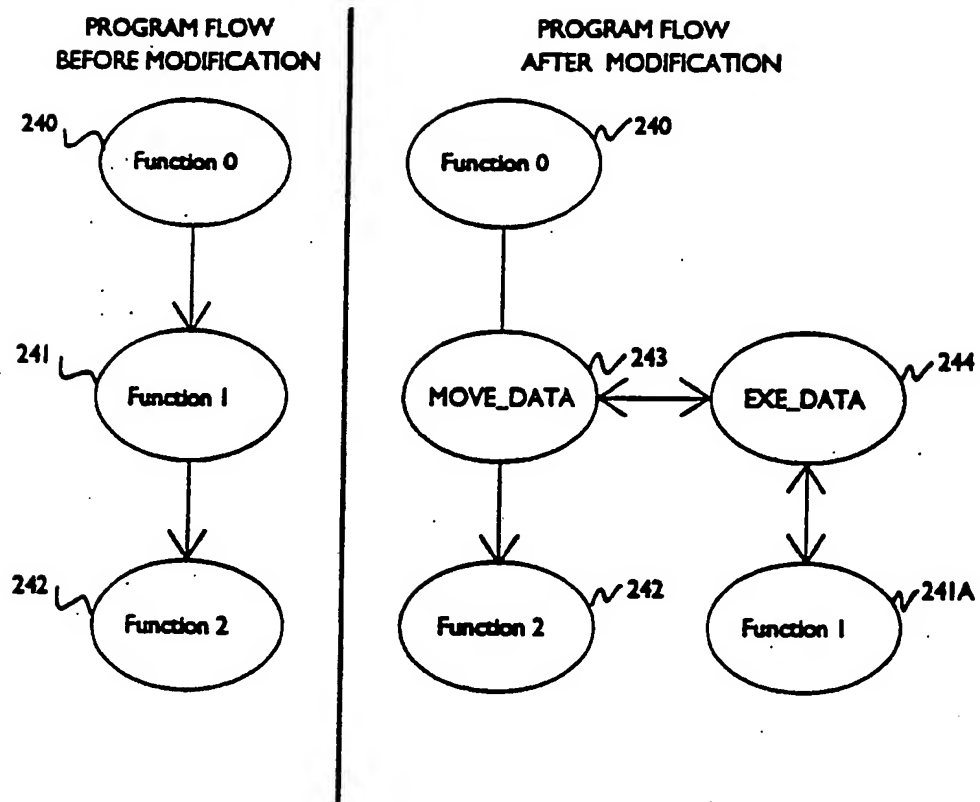 PROGRAM FLOW
BEFORE MODIFICATION
240
Function 0
241
Function 1
242
Function 2
PROGRAM FLOW
AFTER MODIFICATION
240
Function 0
243
MOVE_DATA
244
EXE_DATA
242
Function 2
241A
Function 1